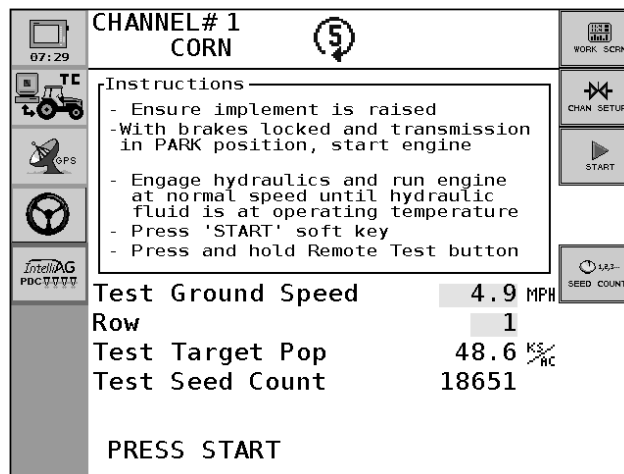 07:29
CHANNEL# 1
CORN
5
WORK SCRN
TC
GPS
IntelliAG
PDC
Instructions
- Ensure implement is raised
-With brakes locked and transmission
in PARK position, start engine
- Engage hydraulics and run engine
at normal speed until hydraulic
fluid is at operating temperature
- Press 'START' soft key
- Press and hold Remote Test button
CHAN SETUP
START
1,2,3-
SEED COUNT
Test Ground Speed 4.9 MPH
Row 1
Test Target Pop 48.6 KS/AC
Test Seed Count 18651
PRESS START